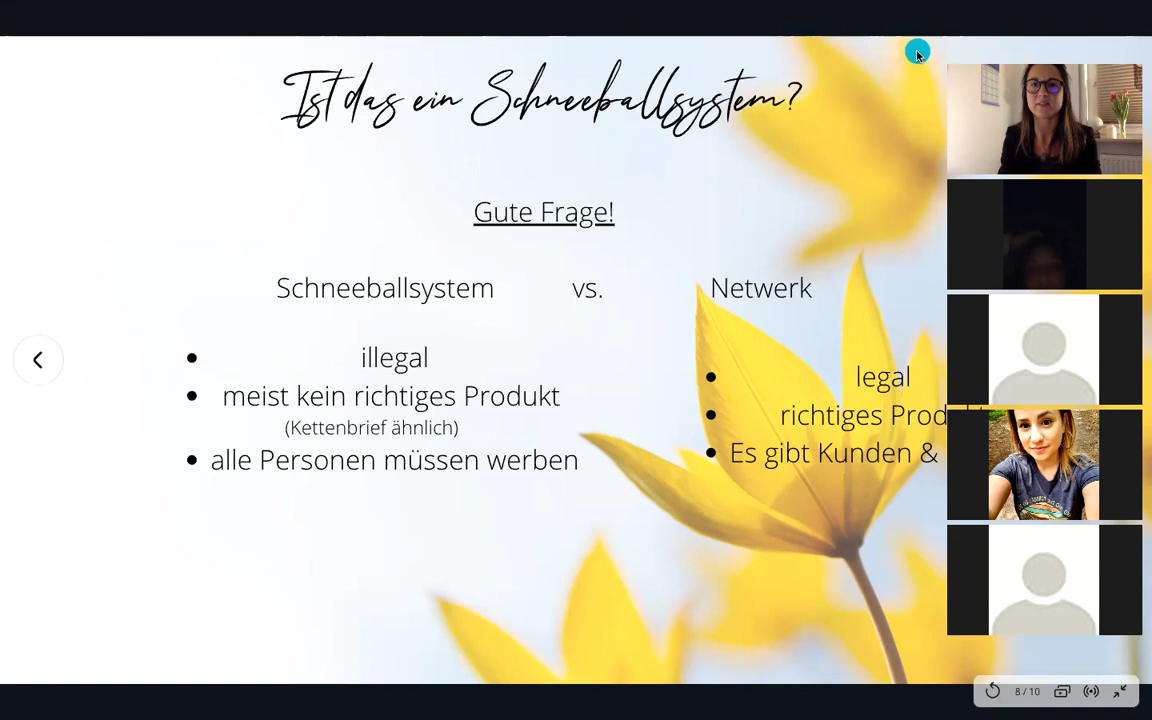 Ist das ein Schneeballsystem?
Gute Frage!
Schneeballsystem vs. Netwerk
illegal
meist kein richtiges Produkt
(Kettenbrief ähnlich)
alle Personen müssen werben
legal
richtiges
Es gibt Kunden &
8 / 10